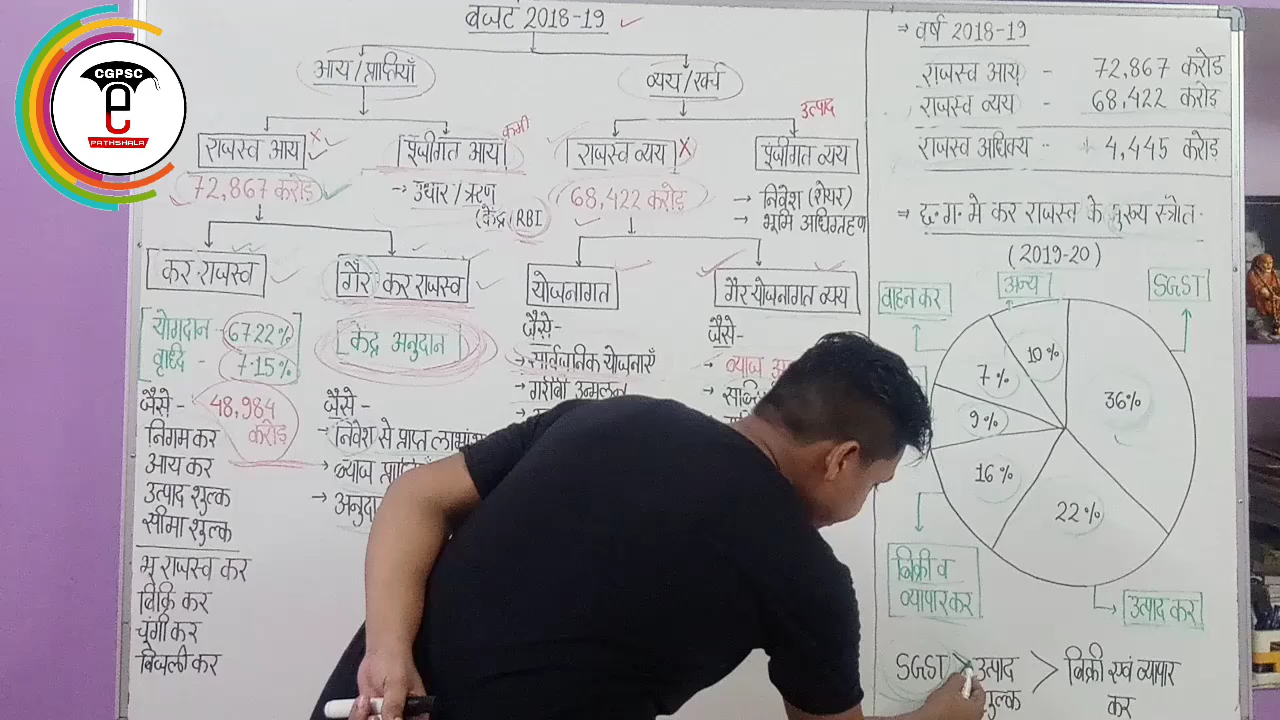 CGPSC
e
PATHSHALA
बजट 2018-19
आय/प्राप्तियाँ
व्यय/खर्च
राजस्व आय
पूंजीगत आय
कमी
राजस्व व्यय
उत्पाद
पूंजीगत व्यय
72,867 करोड़
→ उधार/ऋण
(केंद्र, RBI
68,422 करोड़
→ निवेश (शेयर)
→ भूमि अधिग्रहण
कर राजस्व
गैर कर राजस्व
योजनागत
गैर योजनागत व्यय
योगदान - 67.22%
वृद्धि - 7.15%
जैसे -
48,984 करोड़
निगम कर
आय कर
उत्पाद शुल्क
सीमा शुल्क
भू राजस्व कर
विक्रि कर
चुंगी कर
बिजली कर
केंद्र अनुदान
जैसे -
→ निवेश से प्राप्त लाभांश
→ ब्याज
→
जैसे-
→ सार्वजनिक योजनाएँ
→ गरीबी उन्मूलन
जैसे-
→ ब्याज
→ वर्ष 2018-19
राजस्व आय - 72,867 करोड़
राजस्व व्यय - 68,422 करोड़
राजस्व अधिक्य - + 4,445 करोड़
→ छ.ग. मे कर राजस्व के मुख्य स्त्रोत.
(2019-20)
वाहन कर
अन्य
SGST
10%
7%
36%
9%
16%
22%
बिक्री व
व्यापार कर
उत्पाद कर
SGST > उत्पाद शुल्क > बिक्री एवं व्यापार कर